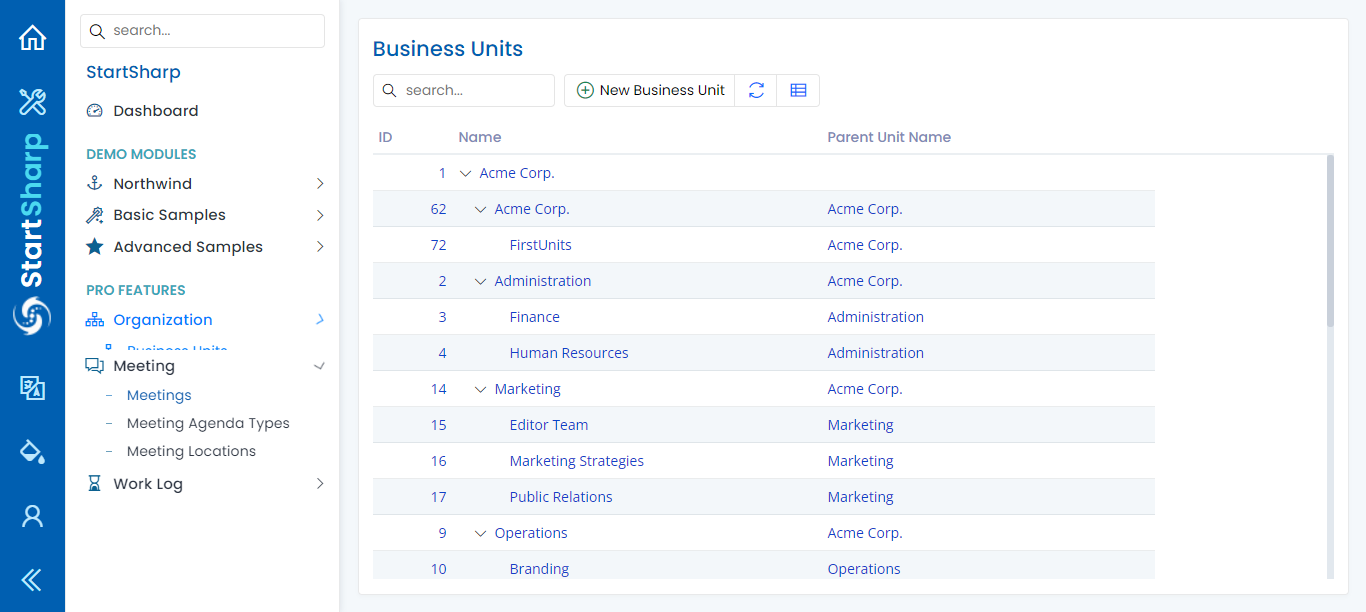 StartSharp
search...
StartSharp
Dashboard
DEMO MODULES
Northwind
Basic Samples
Advanced Samples
PRO FEATURES
Organization
Business Units
Meeting
Meetings
Meeting Agenda Types
Meeting Locations
Work Log
Business Units
search...
New Business Unit
ID Name Parent Unit Name
1 Acme Corp.
62 Acme Corp. Acme Corp.
72 FirstUnits Acme Corp.
2 Administration Acme Corp.
3 Finance Administration
4 Human Resources Administration
14 Marketing Acme Corp.
15 Editor Team Marketing
16 Marketing Strategies Marketing
17 Public Relations Marketing
9 Operations Acme Corp.
10 Branding Operations